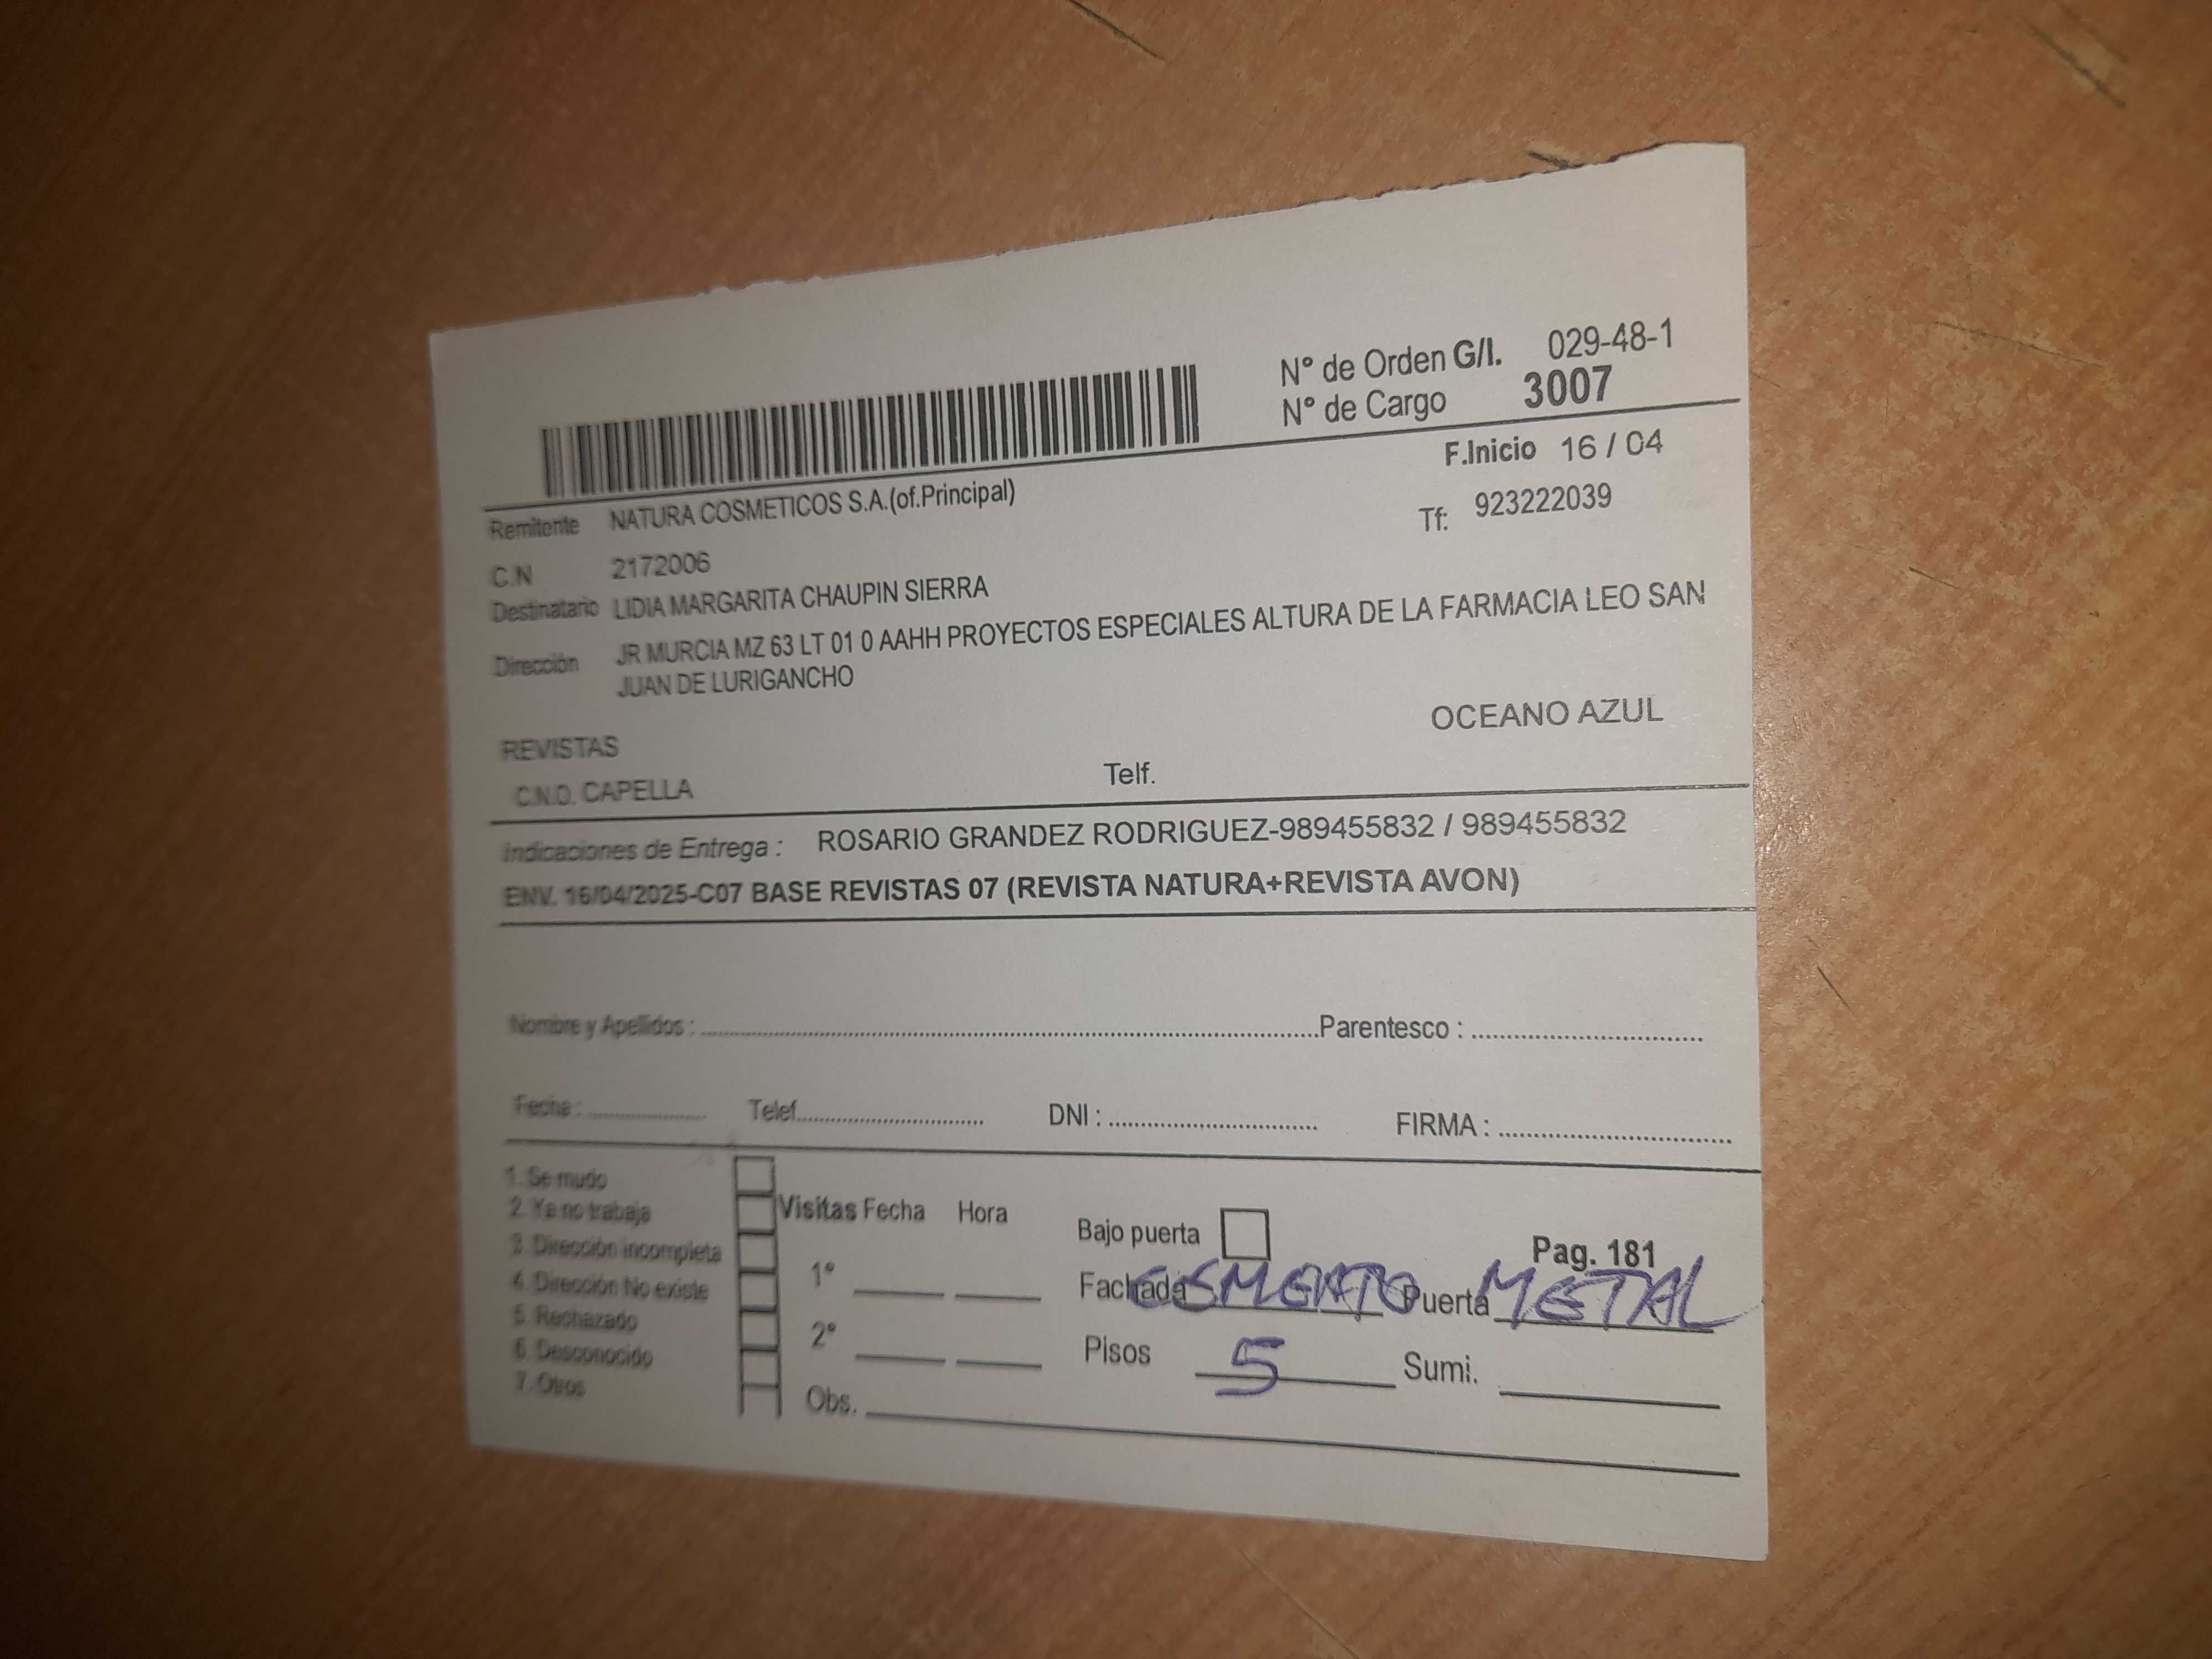 N° de Orden G/I. 029-48-1
N° de Cargo 3007
F.Inicio 16 / 04
Remitente NATURA COSMETICOS S.A.(of.Principal)
Tf: 923222039
C.N 2172006
Destinatario LIDIA MARGARITA CHAUPIN SIERRA
Dirección JR MURCIA MZ 63 LT 01 0 AAHH PROYECTOS ESPECIALES ALTURA DE LA FARMACIA LEO SAN
JUAN DE LURIGANCHO
OCEANO AZUL
REVISTAS
C.N.O. CAPELLA Telf.
Indicaciones de Entrega : ROSARIO GRANDEZ RODRIGUEZ-989455832 / 989455832
ENV. 16/04/2025-C07 BASE REVISTAS 07 (REVISTA NATURA+REVISTA AVON)
Nombre y Apellidos : Parentesco :
Fecha : Telef. DNI : FIRMA :
1. Se mudo
2. Ya no trabaja
3. Dirección incompleta
4. Dirección No existe
5. Rechazado
6. Desconocido
7. Otros
Visitas Fecha Hora
1°
2°
Obs.
Bajo puerta
Pag. 181
Fachada CSMENTO Puerta METAL
Pisos 5 Sumi.